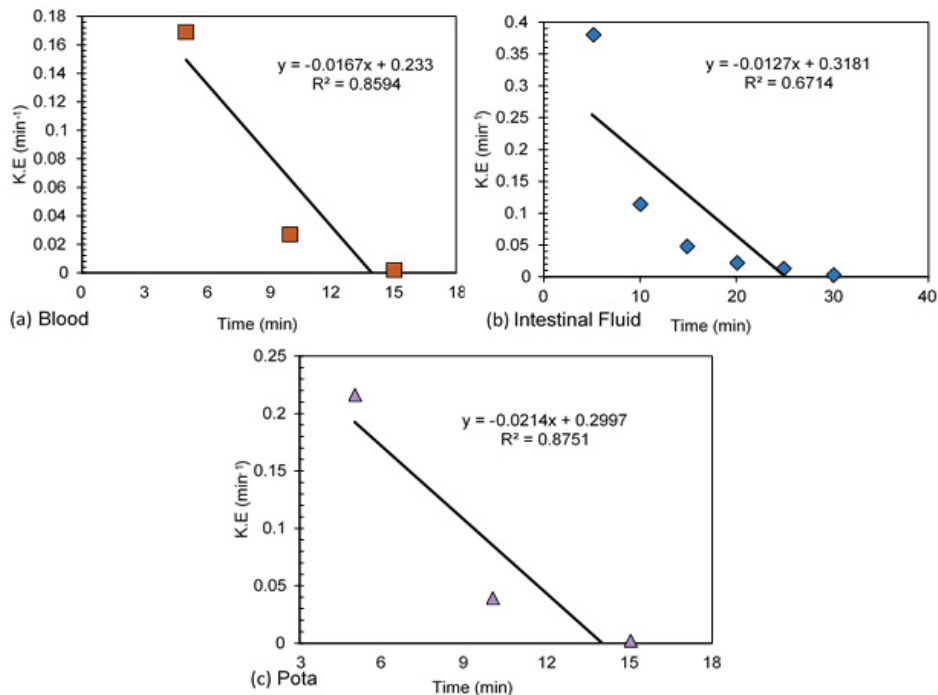 0.18
0.16
0.14
0.12
0.1
0.08
0.06
0.04
0.02
0
K.E (min⁻¹)
y = -0.0167x + 0.233
R² = 0.8594
0 3 6 9 12 15 18
(a) Blood
Time (min)
0.4
0.35
0.3
0.25
0.2
0.15
0.1
0.05
0
K.E (min⁻¹)
y = -0.0127x + 0.3181
R² = 0.6714
0 10 20 30 40
(b) Intestinal Fluid
Time (min)
0.25
0.2
0.15
0.1
0.05
0
K.E (min⁻¹)
y = -0.0214x + 0.2997
R² = 0.8751
3 6 9 12 15 18
(c) Pota
Time (min)